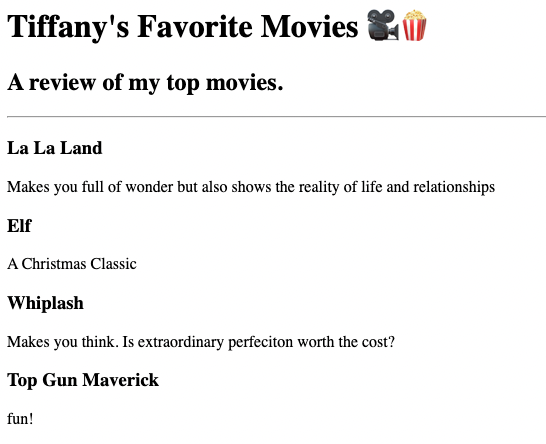 Tiffany's Favorite Movies 🎥🍿
A review of my top movies.
La La Land
Makes you full of wonder but also shows the reality of life and relationships
Elf
A Christmas Classic
Whiplash
Makes you think. Is extraordinary perfeciton worth the cost?
Top Gun Maverick
fun!